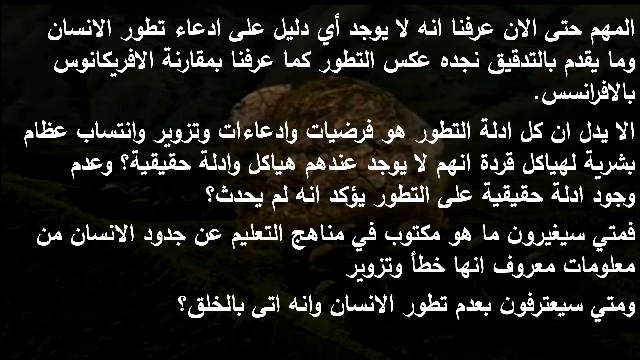 المهم حتى الان عرفنا انه لا يوجد أي دليل على ادعاء تطور الانسان
وما يقدم بالتدقيق نجده عكس التطور كما عرفنا بمقارنة الافريكانوس
بالافرانسس.
الا يدل ان كل ادلة التطور هو فرضيات وادعاءات وتزوير وانتساب عظام
بشرية لهياكل قردة انهم لا يوجد عندهم هياكل وادلة حقيقية؟ وعدم
وجود ادلة حقيقية على التطور يؤكد انه لم يحدث؟
فمتي سيغيرون ما هو مكتوب في مناهج التعليم عن جدود الانسان من
معلومات معروف انها خطأ وتزوير
ومتي سيعترفون بعدم تطور الانسان وانه اتى بالخلق؟